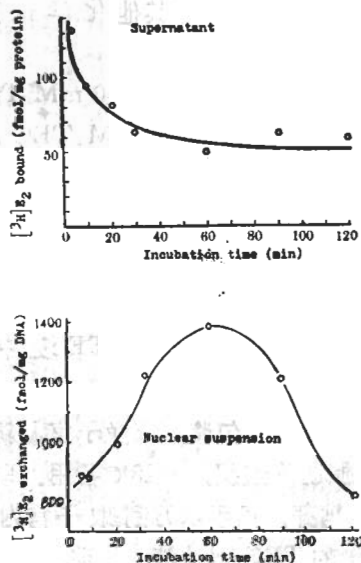 Supernatant
[³H]E₂ bound (fmol/mg protein)
100
50
0 20 40 60 80 100 120
Incubation time (min)
[³H]E₂ exchanged (fmol/mg DNA)
1400
1200
1000
800
Nuclear suspension
0 20 40 60 80 100 120
Incubation time (min)